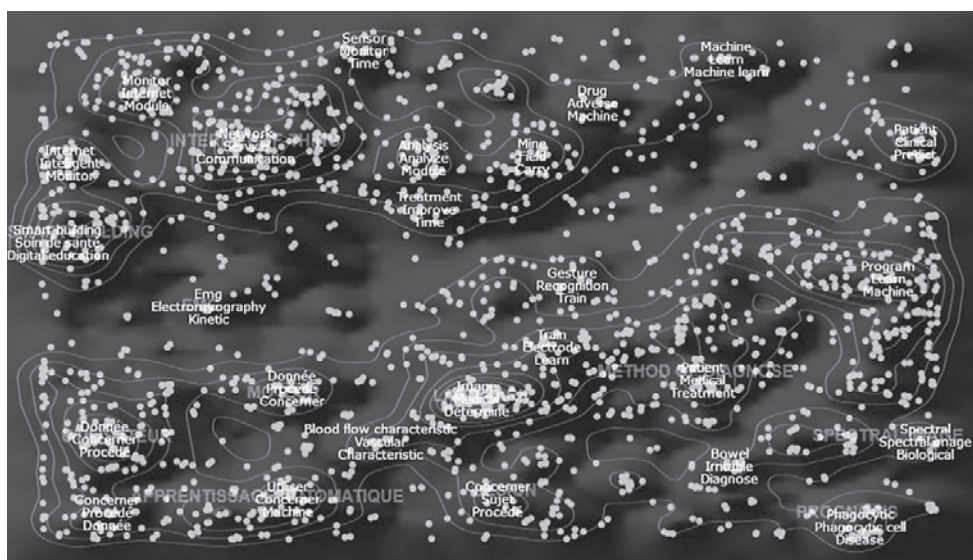 Sensor
Monitor
Time
Machine
Learn
Machine learn
Monitor
Internet
Module
Drug
Adverse
Machine
Network
Service
Communication
Analysis
Analyze
Module
Mine
Field
Carry
Patient
Clinical
Predict
Internet
Inteligent
Monitor
Treatment
Improve
Time
Smart building
Soin de santé
Digital education
Gesture
Recognition
Train
Program
Learn
Machine
Emg
Electromyography
Kinetic
Train
Electrode
Learn
METHOD DIAGNOSE
Patient
Medical
Treatment
Donnée
Procédé
Concerner
Image
Medical
Determine
Donnée
Concerner
Procédé
Blood flow characteristic
Vascular
Characteristic
Spectral
Spectral image
Biological
Bowel
Irritable
Diagnose
Concerner
Procédé
Donnée
Concerner
Machine
Concerner
Sujet
Procédé
Phagocytic
Phagocytic cell
Disease